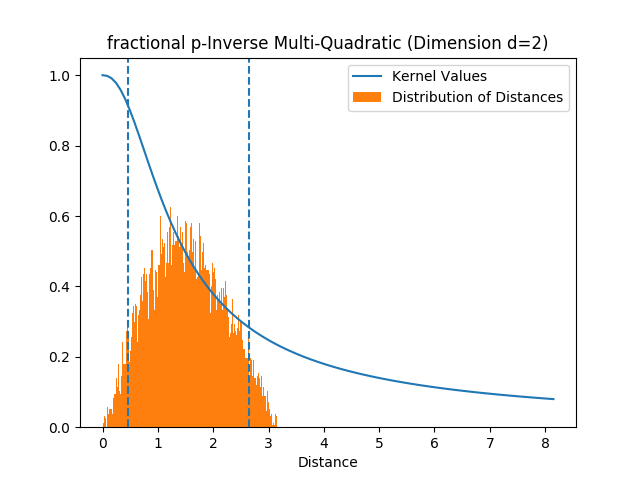 fractional p-Inverse Multi-Quadratic (Dimension d=2)
Kernel Values
Distribution of Distances
1.0
0.8
0.6
0.4
0.2
0.0
0 1 2 3 4 5 6 7 8
Distance